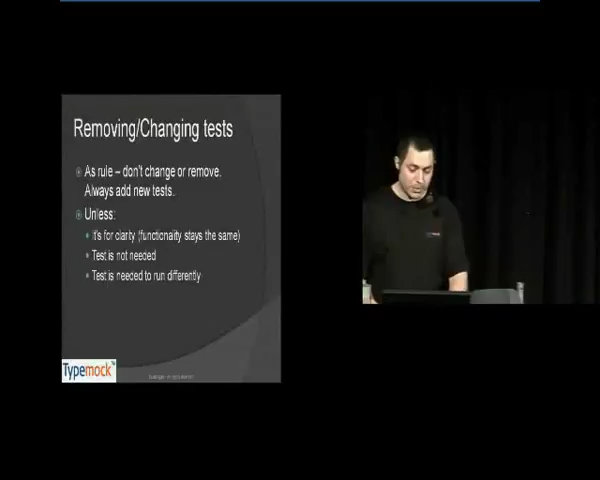 Removing/Changing tests
As rule – don't change or remove.
Always add new tests.
Unless:
It's for clarity (functionality stays the same)
Test is not needed
Test is needed to run differently
Typemock